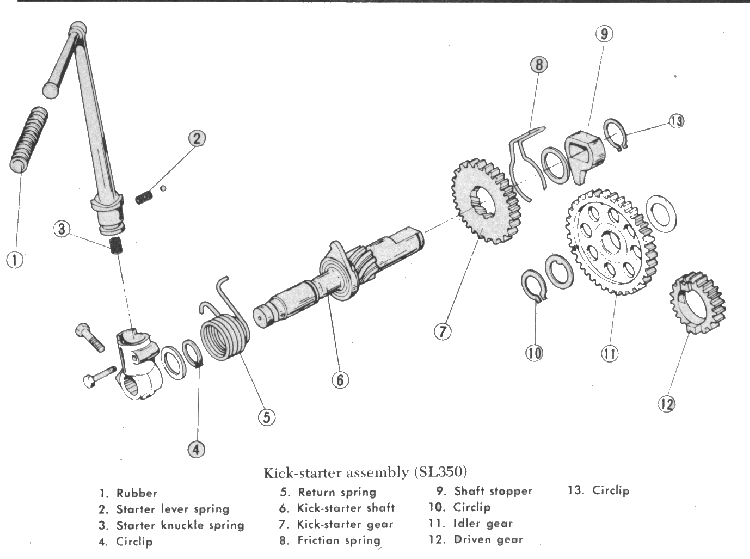 9
8
13
2
3
1
7
10
11
6
12
5
4
Kick-starter assembly (SL350)
1. Rubber
2. Starter lever spring
3. Starter knuckle spring
4. Circlip
5. Return spring
6. Kick-starter shaft
7. Kick-starter gear
8. Friction spring
9. Shaft stopper
10. Circlip
11. Idler gear
12. Driven gear
13. Circlip